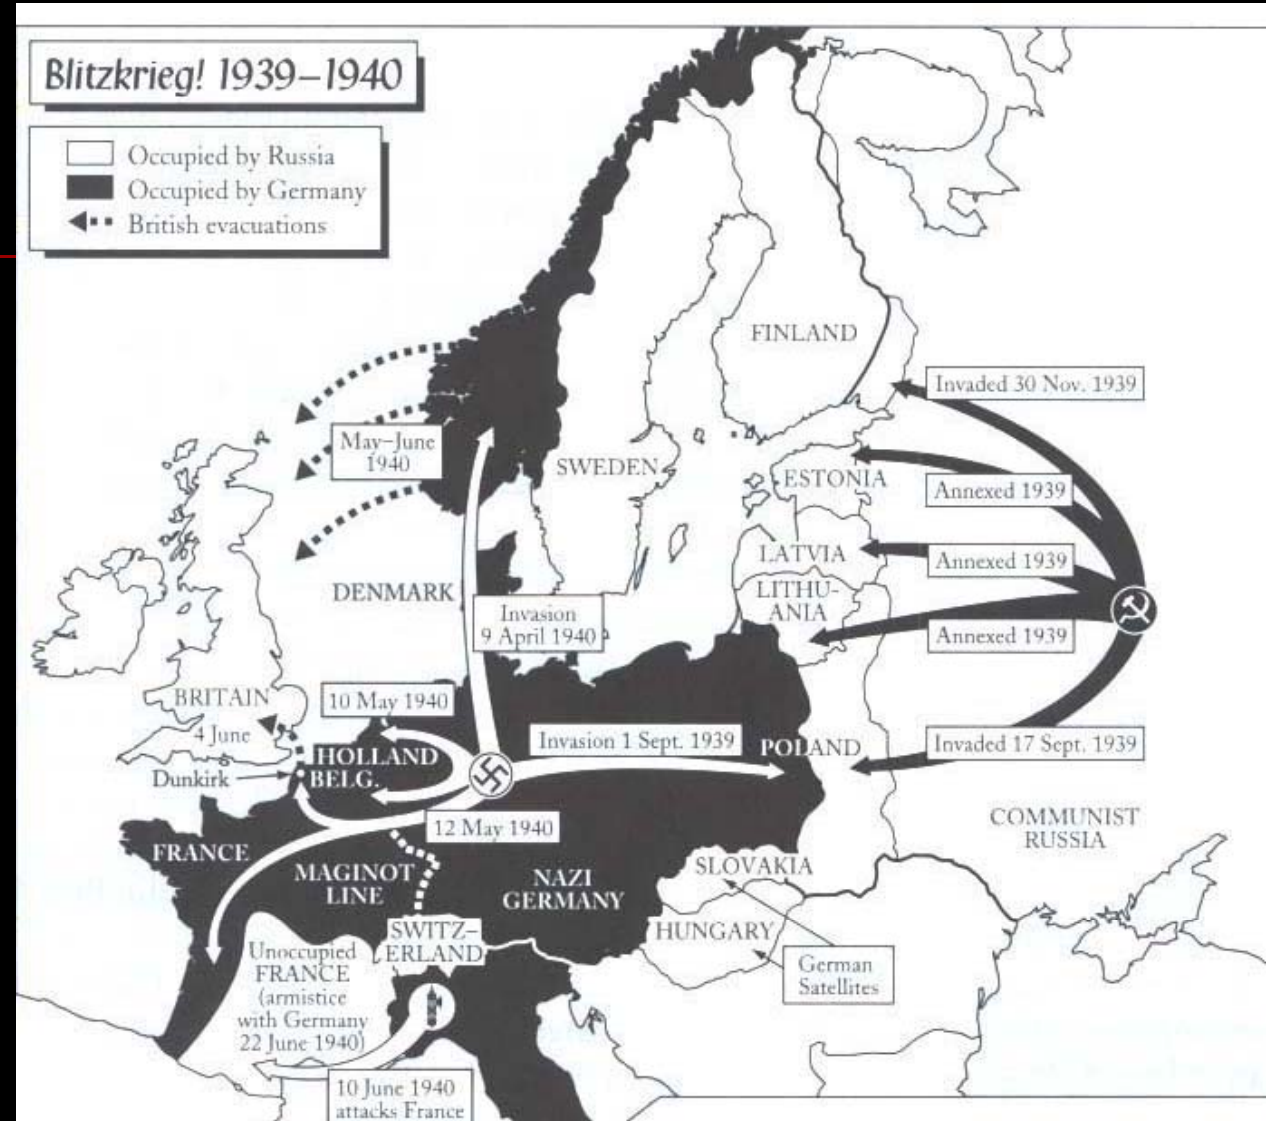 Blitzkrieg! 1939–1940
Occupied by Russia
Occupied by Germany
British evacuations
FINLAND
Invaded 30 Nov. 1939
May–June
1940
SWEDEN
ESTONIA
Annexed 1939
LATVIA
Annexed 1939
DENMARK
LITHU-
ANIA
Invasion
9 April 1940
Annexed 1939
BRITAIN
10 May 1940
4 June
Invasion 1 Sept. 1939
POLAND
Invaded 17 Sept. 1939
HOLLAND
BELG.
Dunkirk
12 May 1940
COMMUNIST
RUSSIA
FRANCE
MAGINOT
LINE
NAZI
GERMANY
SLOVAKIA
SWITZ-
ERLAND
HUNGARY
Unoccupied
FRANCE
(armistice
with Germany
22 June 1940)
German
Satellites
10 June 1940
attacks France